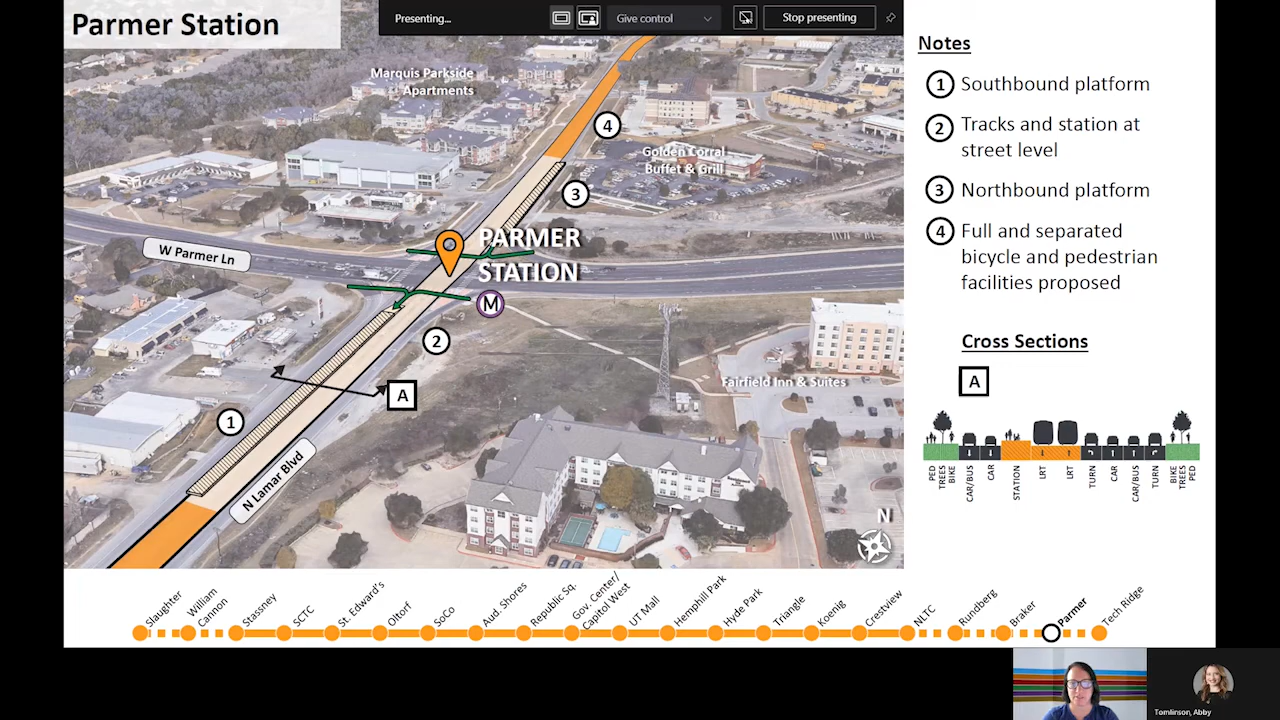 Parmer Station
Presenting...
Give control
Stop presenting
Marquis Parkside
Apartments
4
Golden Corral
Buffet & Grill
3
W Parmer Ln
PARMER
STATION
M
2
Fairfield Inn & Suites
A
1
N Lamar Blvd
N
Notes
1 Southbound platform
2 Tracks and station at
street level
3 Northbound platform
4 Full and separated
bicycle and pedestrian
facilities proposed
Cross Sections
A
PED
TREES
BIKE
CAR/BUS
CAR
STATION
LRT
LRT
TURN
CAR
CAR/BUS
TURN
BIKE
TREES
PED
Slaughter
William
Cannon
Stassney
SCTC
St. Edward's
Oltorf
SoCo
Aud. Shores
Republic Sq.
Gov. Center/
Capitol West
UT Mall
Hemphill Park
Hyde Park
Triangle
Koenig
Crestview
NLTC
Rundberg
Braker
Parmer
Tech Ridge
Tomlinson, Abby